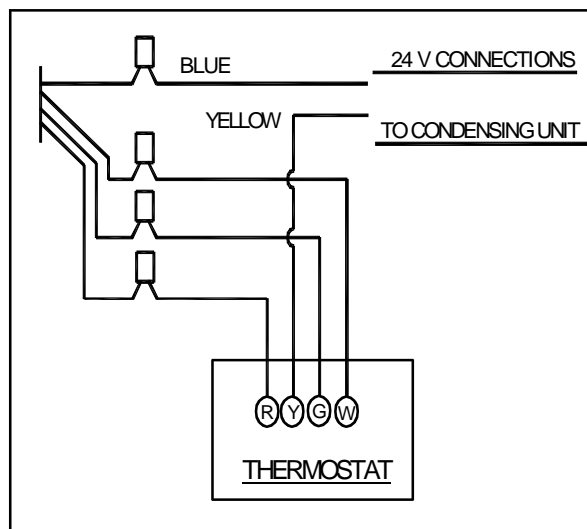 BLUE
24 V CONNECTIONS
YELLOW
TO CONDENSING UNIT
R Y G W
THERMOSTAT